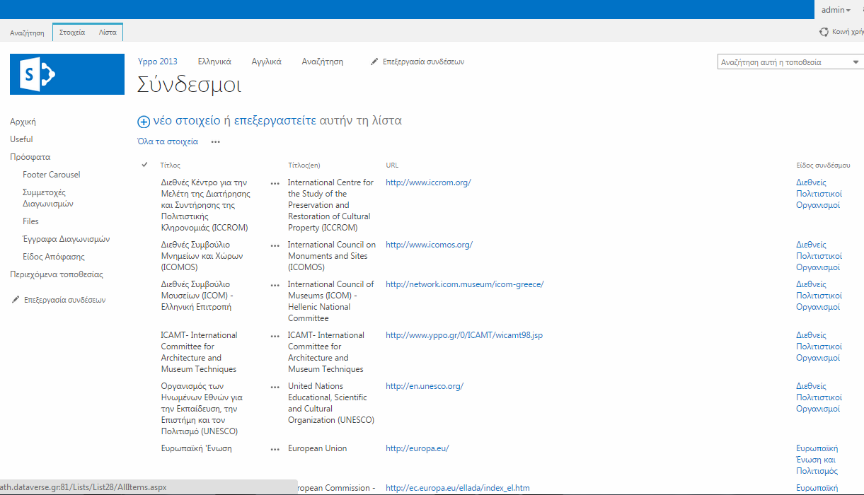 admin
Αναζήτηση Στοιχεία Λίστα
Κοινή χρή
Yppo 2013 Ελληνικά Αγγλικά Αναζήτηση Επεξεργασία συνδέσεων
Αναζήτηση αυτή η τοποθεσία
Σύνδεσμοι
Αρχική
Useful
Πρόσφατα
Footer Carousel
Συμμετοχές
Διαγωνισμών
Files
Έγγραφα Διαγωνισμών
Είδος Απόφασης
Περιεχόμενα τοποθεσίας
Επεξεργασία συνδέσεων
νέο στοιχείο ή επεξεργαστείτε αυτήν τη λίστα
Όλα τα στοιχεία ...
Τίτλος Τίτλος(en) URL Είδος συνδέσμου
Διεθνές Κέντρο για την
Μελέτη της Διατήρησης
και Συντήρησης της
Πολιτιστικής
Κληρονομιάς (ICCROM)
...
International Centre for
the Study of the
Preservation and
Restoration of Cultural
Property (ICCROM)
http://www.iccrom.org/
Διεθνείς
Πολιτιστικοί
Οργανισμοί
Διεθνές Συμβούλιο
Μνημείων και Χώρων
(ICOMOS)
...
International Council on
Monuments and Sites
(ICOMOS)
http://www.icomos.org/
Διεθνείς
Πολιτιστικοί
Οργανισμοί
Διεθνές Συμβούλιο
Μουσείων (ICOM) -
Ελληνική Επιτροπή
...
International Council of
Museums (ICOM) -
Hellenic National
Committee
http://network.icom.museum/icom-greece/
Διεθνείς
Πολιτιστικοί
Οργανισμοί
ICAMT- International
Committee for
Architecture and
Museum Techniques
...
ICAMT- International
Committee for
Architecture and
Museum Techniques
http://www.yppo.gr/0/ICAMT/wicamt98.jsp
Διεθνείς
Πολιτιστικοί
Οργανισμοί
Οργανισμός των
Ηνωμένων Εθνών για
την Εκπαίδευση, την
Επιστήμη και τον
Πολιτισμό (UNESCO)
...
United Nations
Educational, Scientific
and Cultural
Organization (UNESCO)
http://en.unesco.org/
Διεθνείς
Πολιτιστικοί
Οργανισμοί
Ευρωπαϊκή Ένωση
...
European Union
http://europa.eu/
Ευρωπαϊκή
Ένωση και
Πολιτισμός
ropean Commission -
http://ec.europa.eu/ellada/index_el.htm
Ευρωπαϊκή
ath.dataverse.gr:81/Lists/List28/AllItems.aspx